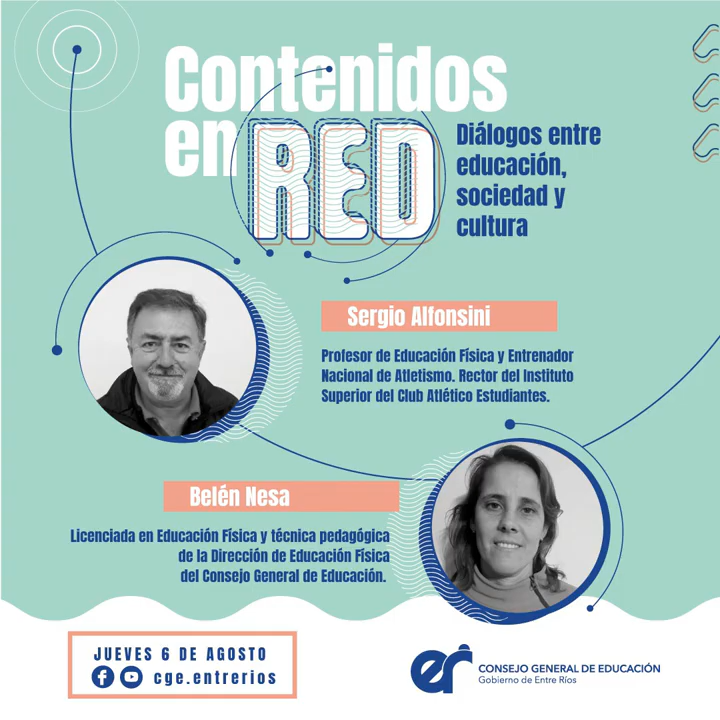 Contenidos
en RED
Diálogos entre
educación,
sociedad y
cultura
Sergio Alfonsini
Profesor de Educación Física y Entrenador
Nacional de Atletismo. Rector del Instituto
Superior del Club Atlético Estudiantes.
Belén Nesa
Licenciada en Educación Física y técnica pedagógica
de la Dirección de Educación Física
del Consejo General de Educación.
JUEVES 6 DE AGOSTO
cge.entrerios
er CONSEJO GENERAL DE EDUCACIÓN
Gobierno de Entre Ríos